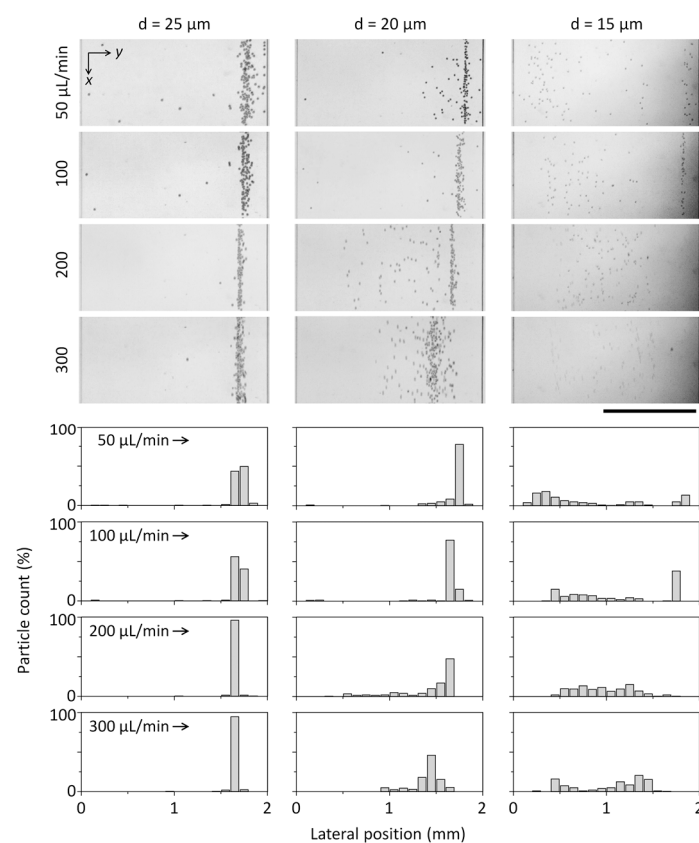 d = 25 µm d = 20 µm d = 15 µm
50 µL/min
y
x
100
200
300
100
50 µL/min →
0
100
100 µL/min →
0
100
200 µL/min →
0
100
300 µL/min →
0
Particle count (%)
0 1 2 0 1 2 0 1 2
Lateral position (mm)